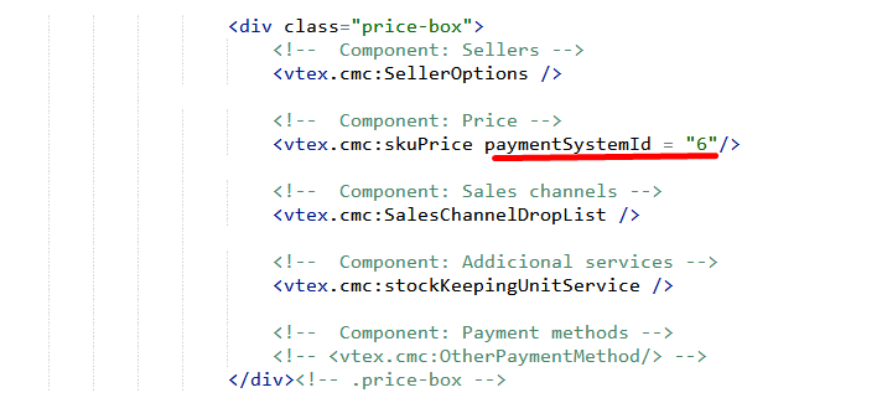 <div class="price-box">
<!--  Component: Sellers -->
<vtex.cmc:SellerOptions />
<!--  Component: Price -->
<vtex.cmc:skuPrice paymentSystemId = "6"/>
<!--  Component: Sales channels -->
<vtex.cmc:SalesChannelDropList />
<!--  Component: Addicional services -->
<vtex.cmc:stockKeepingUnitService />
<!--  Component: Payment methods -->
<!-- <vtex.cmc:OtherPaymentMethod/> -->
</div><!-- .price-box -->